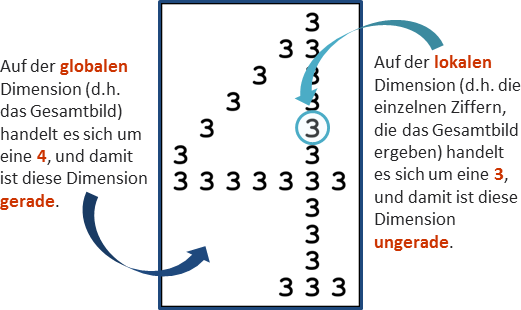 Auf der globalen
Dimension (d.h.
das Gesamtbild)
handelt es sich um
eine 4, und damit
ist diese Dimension
gerade.
3
3 3
3 3
3 3
3 3
3 3
3 3 3 3 3 3 3
3
3
3
3 3 3
Auf der lokalen
Dimension (d.h. die
einzelnen Ziffern,
die das Gesamtbild
ergeben) handelt
es sich um eine 3,
und damit ist diese
Dimension
ungerade.